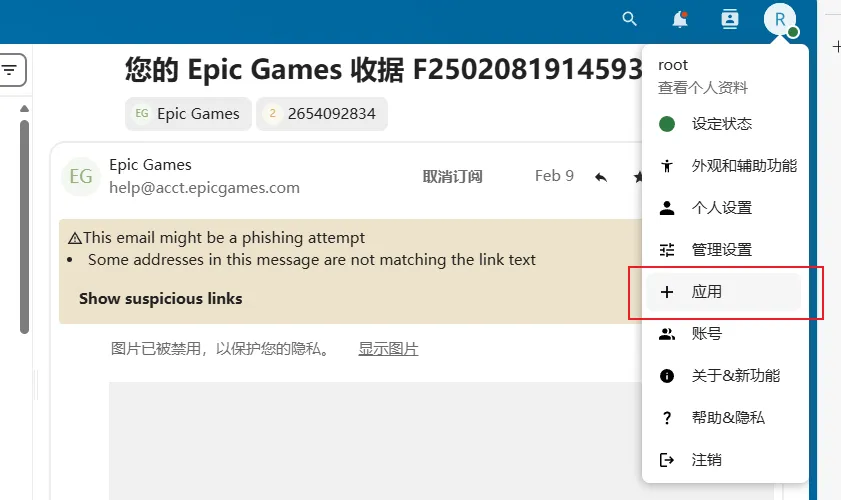 R
您的 Epic Games 收据 F2502081914593
root
查看个人资料
EG Epic Games
2 2654092834
设定状态
EG
Epic Games
help@acct.epicgames.com
取消订阅
Feb 9
外观和辅助功能
个人设置
This email might be a phishing attempt
Some addresses in this message are not matching the link text
Show suspicious links
管理设置
应用
账号
图片已被禁用，以保护您的隐私。
显示图片
关于&新功能
帮助&隐私
注销